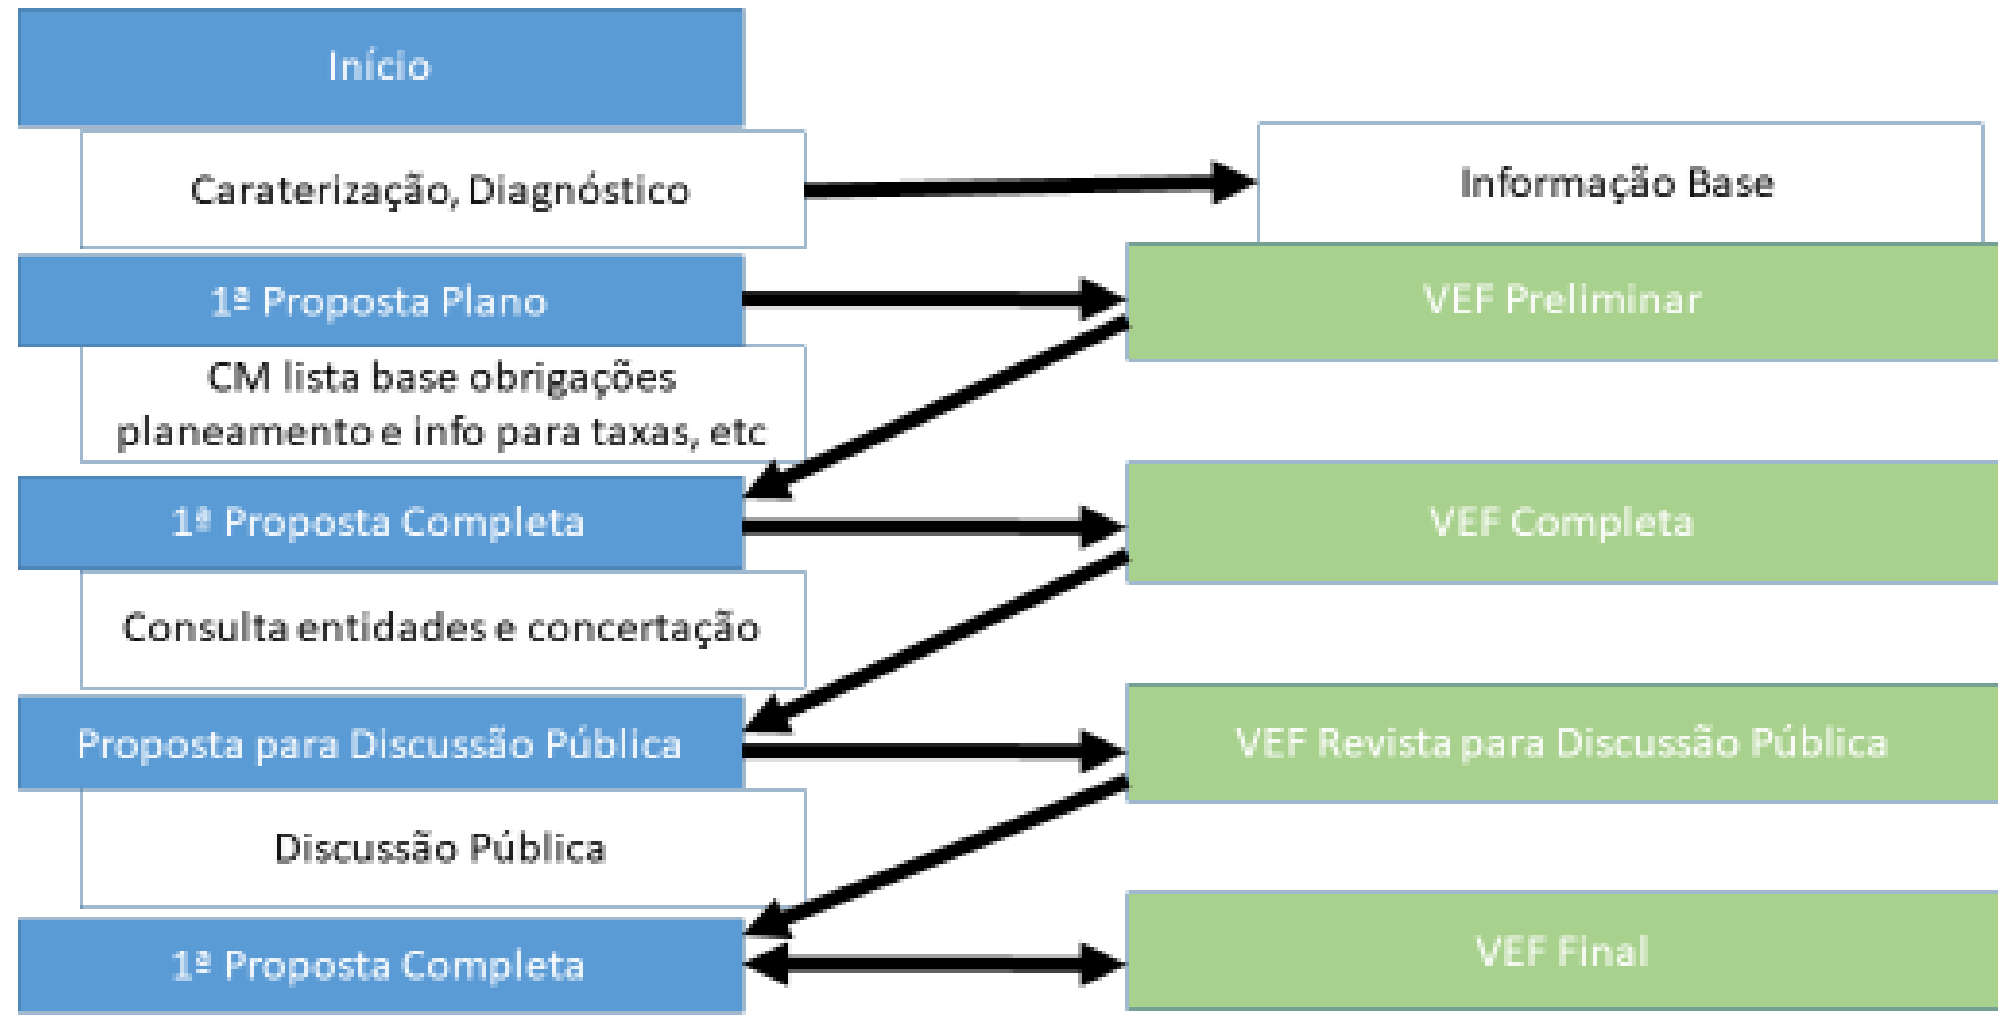 Início
Caraterização, Diagnóstico
Informação Base
1ª Proposta Plano
VEF Preliminar
CM lista base obrigações
planeamento e info para taxas, etc
1ª Proposta Completa
VEF Completa
Consulta entidades e concertação
Proposta para Discussão Pública
VEF Revista para Discussão Pública
Discussão Pública
1ª Proposta Completa
VEF Final